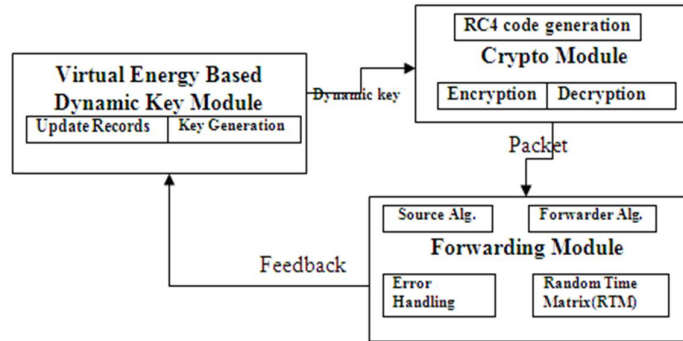 RC4 code generation
Crypto Module
Encryption Decryption
Virtual Energy Based
Dynamic Key Module
Update Records Key Generation
Dynamic key
Packet
Source Alg. Forwarder Alg.
Forwarding Module
Error
Handling
Random Time
Matrix(RTM)
Feedback